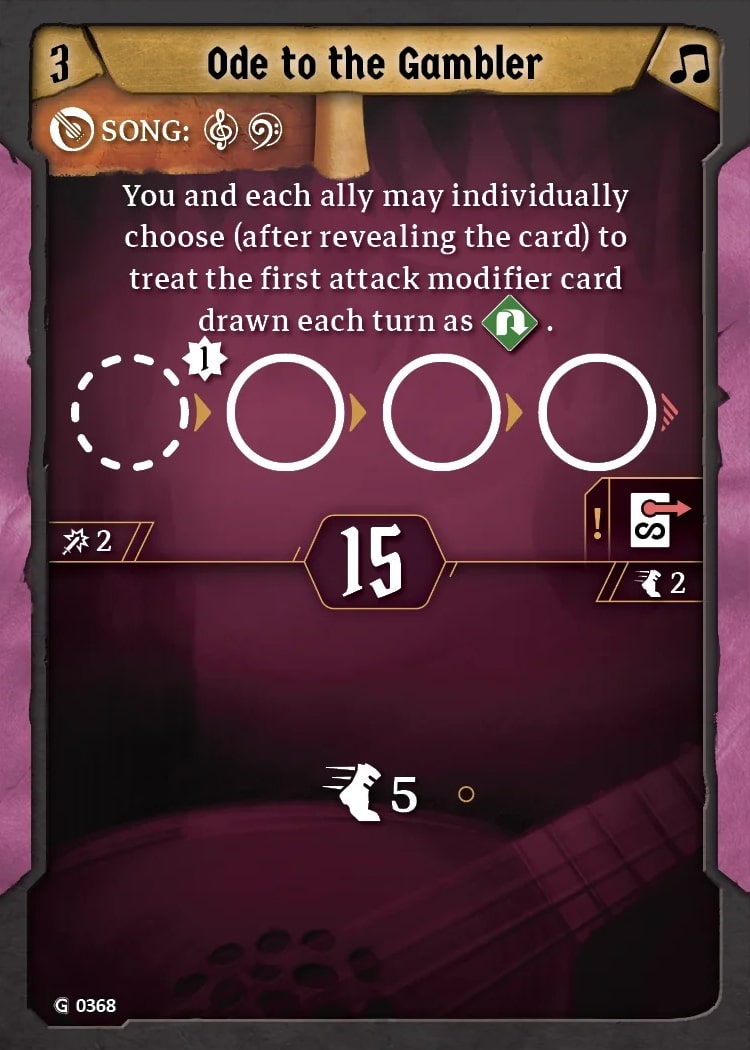 3 Ode to the Gambler
SONG:
You and each ally may individually
choose (after revealing the card) to
treat the first attack modifier card
drawn each turn as .
1
!
2
15
2
5
G 0368